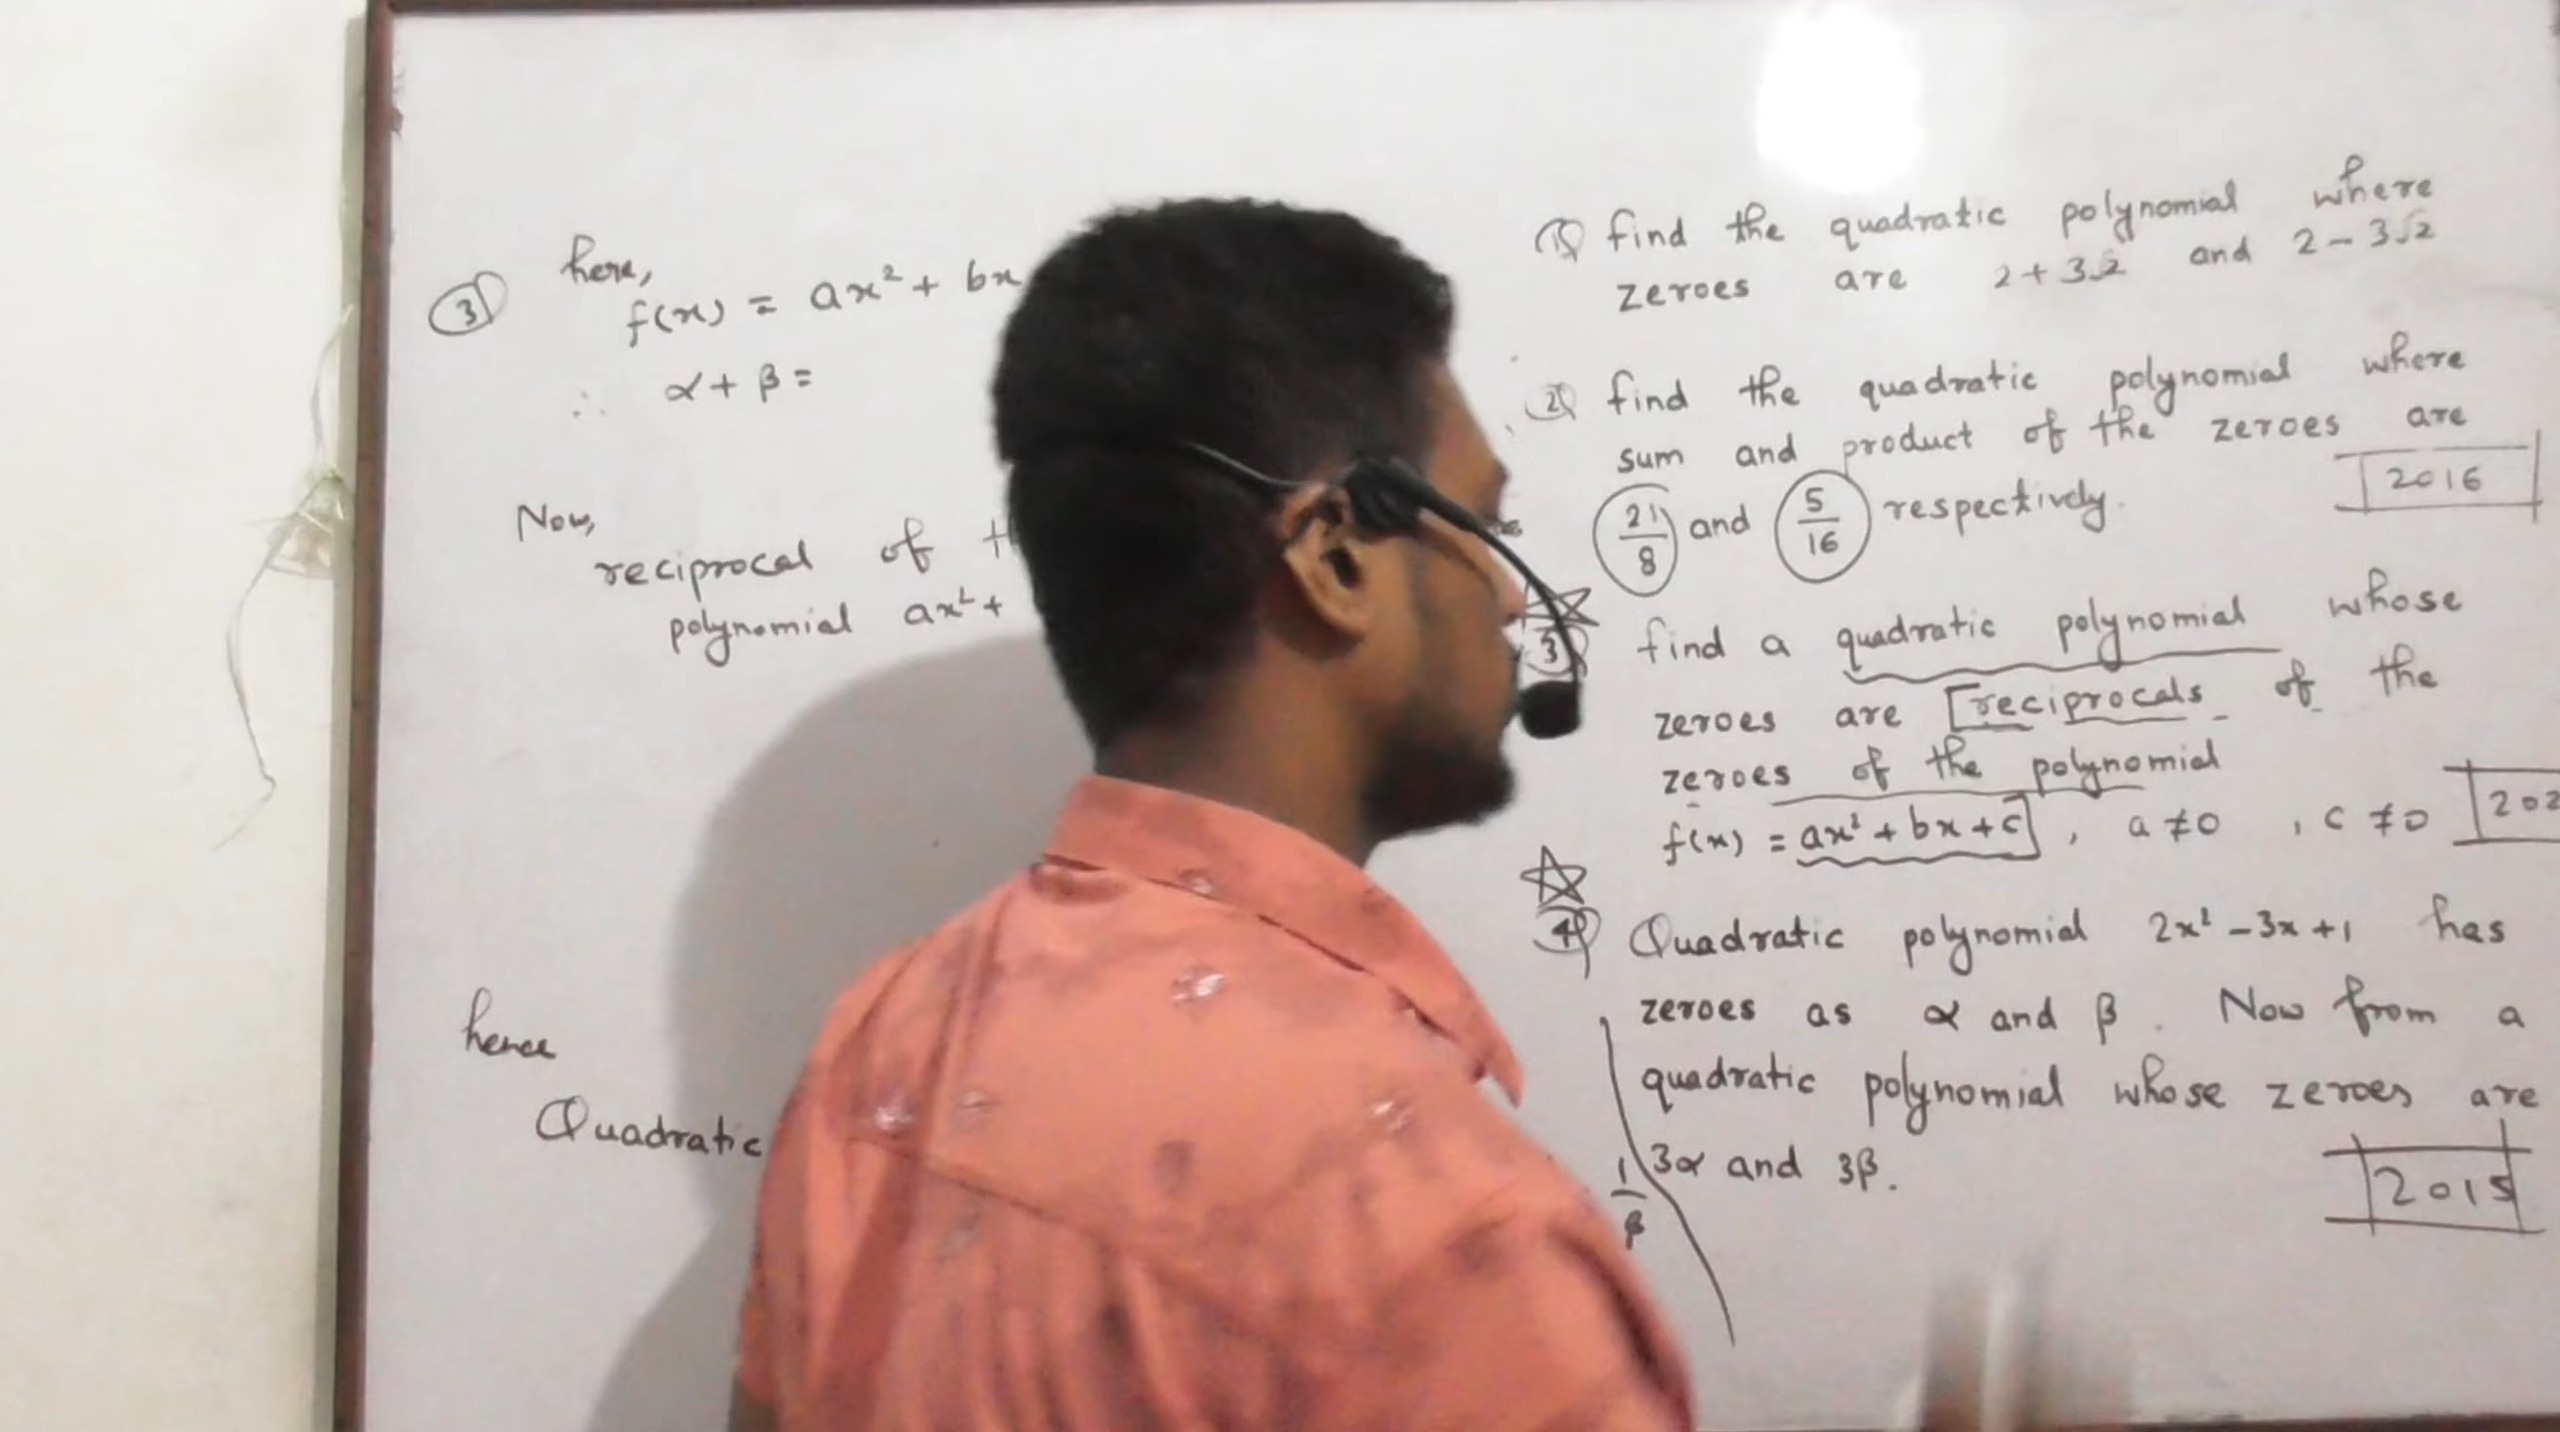 ③ here,
f(x) = ax² + bx
∴ α + β =
Now,
reciprocal of
polynomial ax² +
hence
Quadratic
① find the quadratic polynomial where
zeroes are 2+3√2 and 2-3√2
② find the quadratic polynomial where
sum and product of the zeroes are
21/8 and 5/16 respectively.
2016
③ find a quadratic polynomial whose
zeroes are [reciprocals of the
zeroes of the polynomial
f(x) = ax² + bx + c] , a ≠ 0 , c ≠ 0
202
④ Quadratic polynomial 2x² - 3x + 1 has
zeroes as α and β. Now from a
quadratic polynomial whose zeroes are
3α and 3β.
1/β
2015